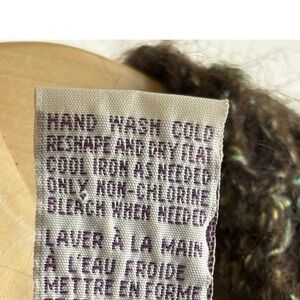 HAND WASH COLD
RESHAPE AND DRY FLAT
COOL IRON AS NEEDED
ONLY NON-CHLORINE
BLEACH WHEN NEEDED
LAVER À LA MAIN
À L'EAU FROIDE
METTRE EN FORME